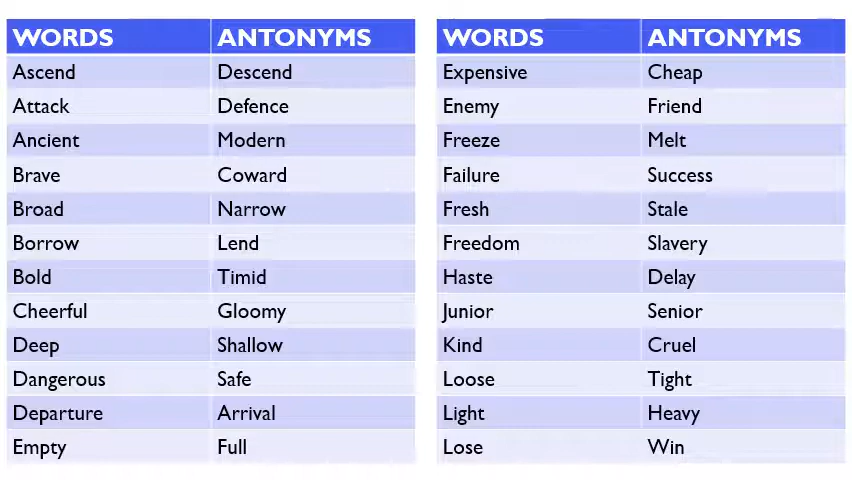 WORDS ANTONYMS
Ascend Descend
Attack Defence
Ancient Modern
Brave Coward
Broad Narrow
Borrow Lend
Bold Timid
Cheerful Gloomy
Deep Shallow
Dangerous Safe
Departure Arrival
Empty Full
WORDS ANTONYMS
Expensive Cheap
Enemy Friend
Freeze Melt
Failure Success
Fresh Stale
Freedom Slavery
Haste Delay
Junior Senior
Kind Cruel
Loose Tight
Light Heavy
Lose Win